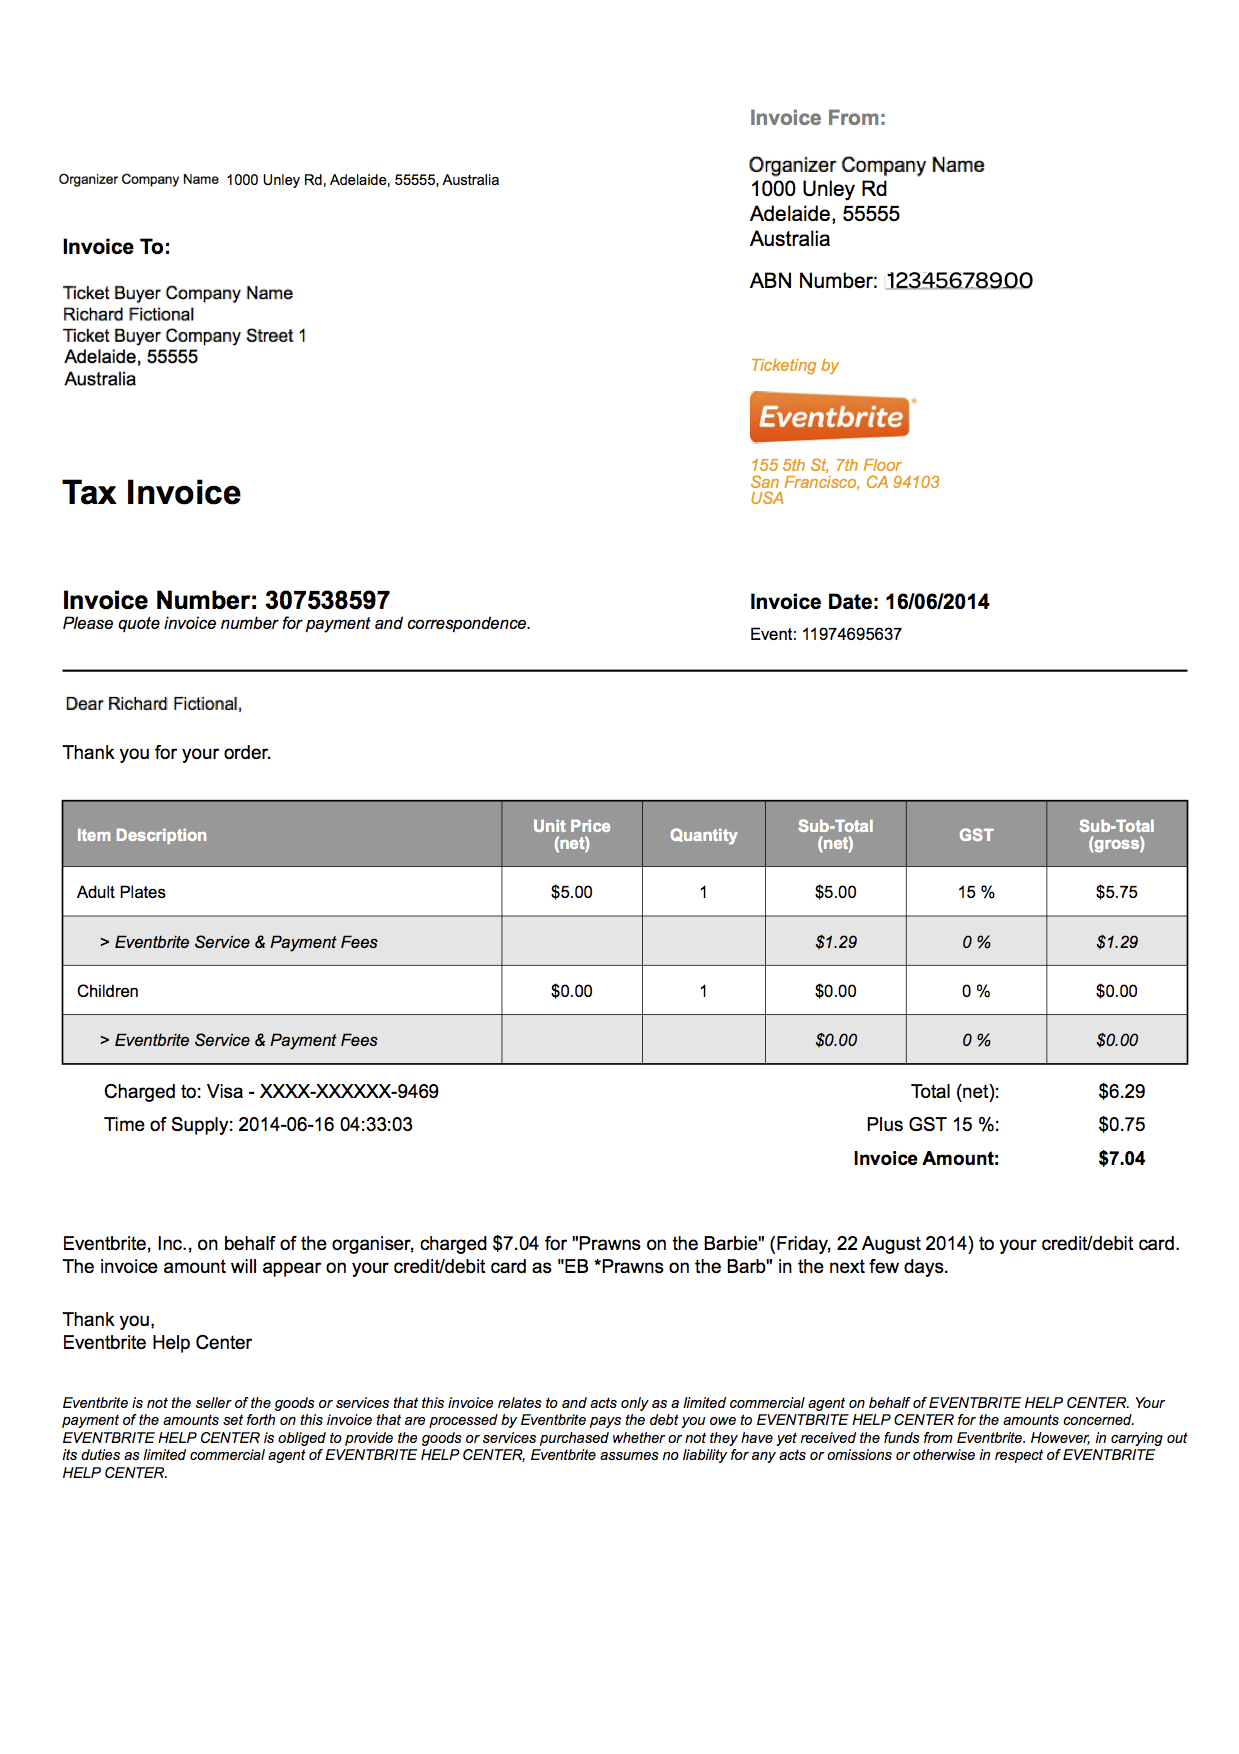 Invoice From:
Organizer Company Name 1000 Unley Rd, Adelaide, 55555, Australia
Organizer Company Name
1000 Unley Rd
Adelaide, 55555
Australia
ABN Number: 12345678900
Invoice To:
Ticket Buyer Company Name
Richard Fictional
Ticket Buyer Company Street 1
Adelaide, 55555
Australia
Ticketing by
Eventbrite®
155 5th St, 7th Floor
San Francisco, CA 94103
USA
Tax Invoice
Invoice Number: 307538597
Please quote invoice number for payment and correspondence.
Invoice Date: 16/06/2014
Event: 11974695637
Dear Richard Fictional,
Thank you for your order.
Item Description Unit Price (net) Quantity Sub-Total (net) GST Sub-Total (gross)
Adult Plates $5.00 1 $5.00 15 % $5.75
> Eventbrite Service & Payment Fees $1.29 0 % $1.29
Children $0.00 1 $0.00 0 % $0.00
> Eventbrite Service & Payment Fees $0.00 0 % $0.00
Charged to: Visa - XXXX-XXXXXX-9469 Total (net): $6.29
Time of Supply: 2014-06-16 04:33:03 Plus GST 15 %: $0.75
Invoice Amount: $7.04
Eventbrite, Inc., on behalf of the organiser, charged $7.04 for "Prawns on the Barbie" (Friday, 22 August 2014) to your credit/debit card.
The invoice amount will appear on your credit/debit card as "EB *Prawns on the Barb" in the next few days.
Thank you,
Eventbrite Help Center
Eventbrite is not the seller of the goods or services that this invoice relates to and acts only as a limited commercial agent on behalf of EVENTBRITE HELP CENTER. Your
payment of the amounts set forth on this invoice that are processed by Eventbrite pays the debt you owe to EVENTBRITE HELP CENTER for the amounts concerned.
EVENTBRITE HELP CENTER is obliged to provide the goods or services purchased whether or not they have yet received the funds from Eventbrite. However, in carrying out
its duties as limited commercial agent of EVENTBRITE HELP CENTER, Eventbrite assumes no liability for any acts or omissions or otherwise in respect of EVENTBRITE
HELP CENTER.